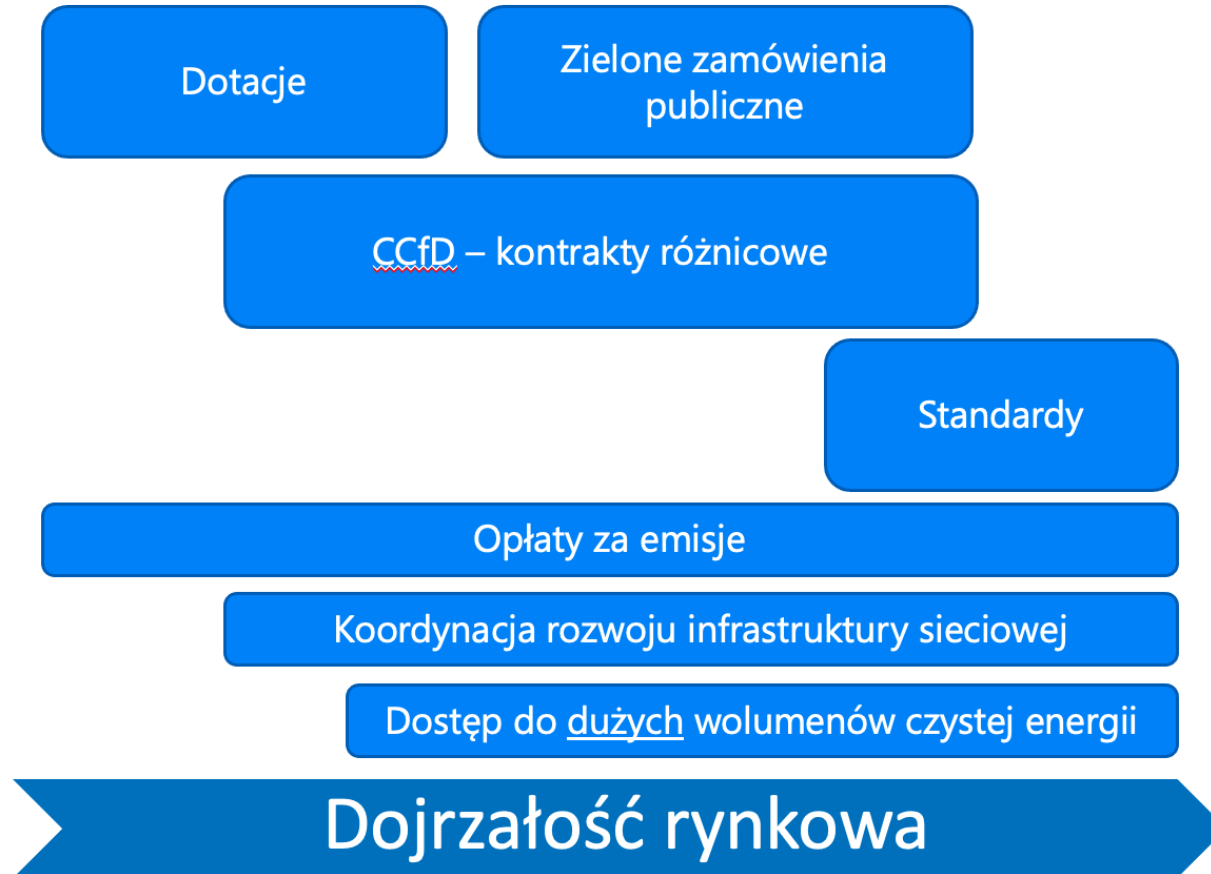 Dotacje
Zielone zamówienia
publiczne
CCfD – kontrakty różnicowe
Standardy
Opłaty za emisje
Koordynacja rozwoju infrastruktury sieciowej
Dostęp do dużych wolumenów czystej energii
Dojrzałość rynkowa